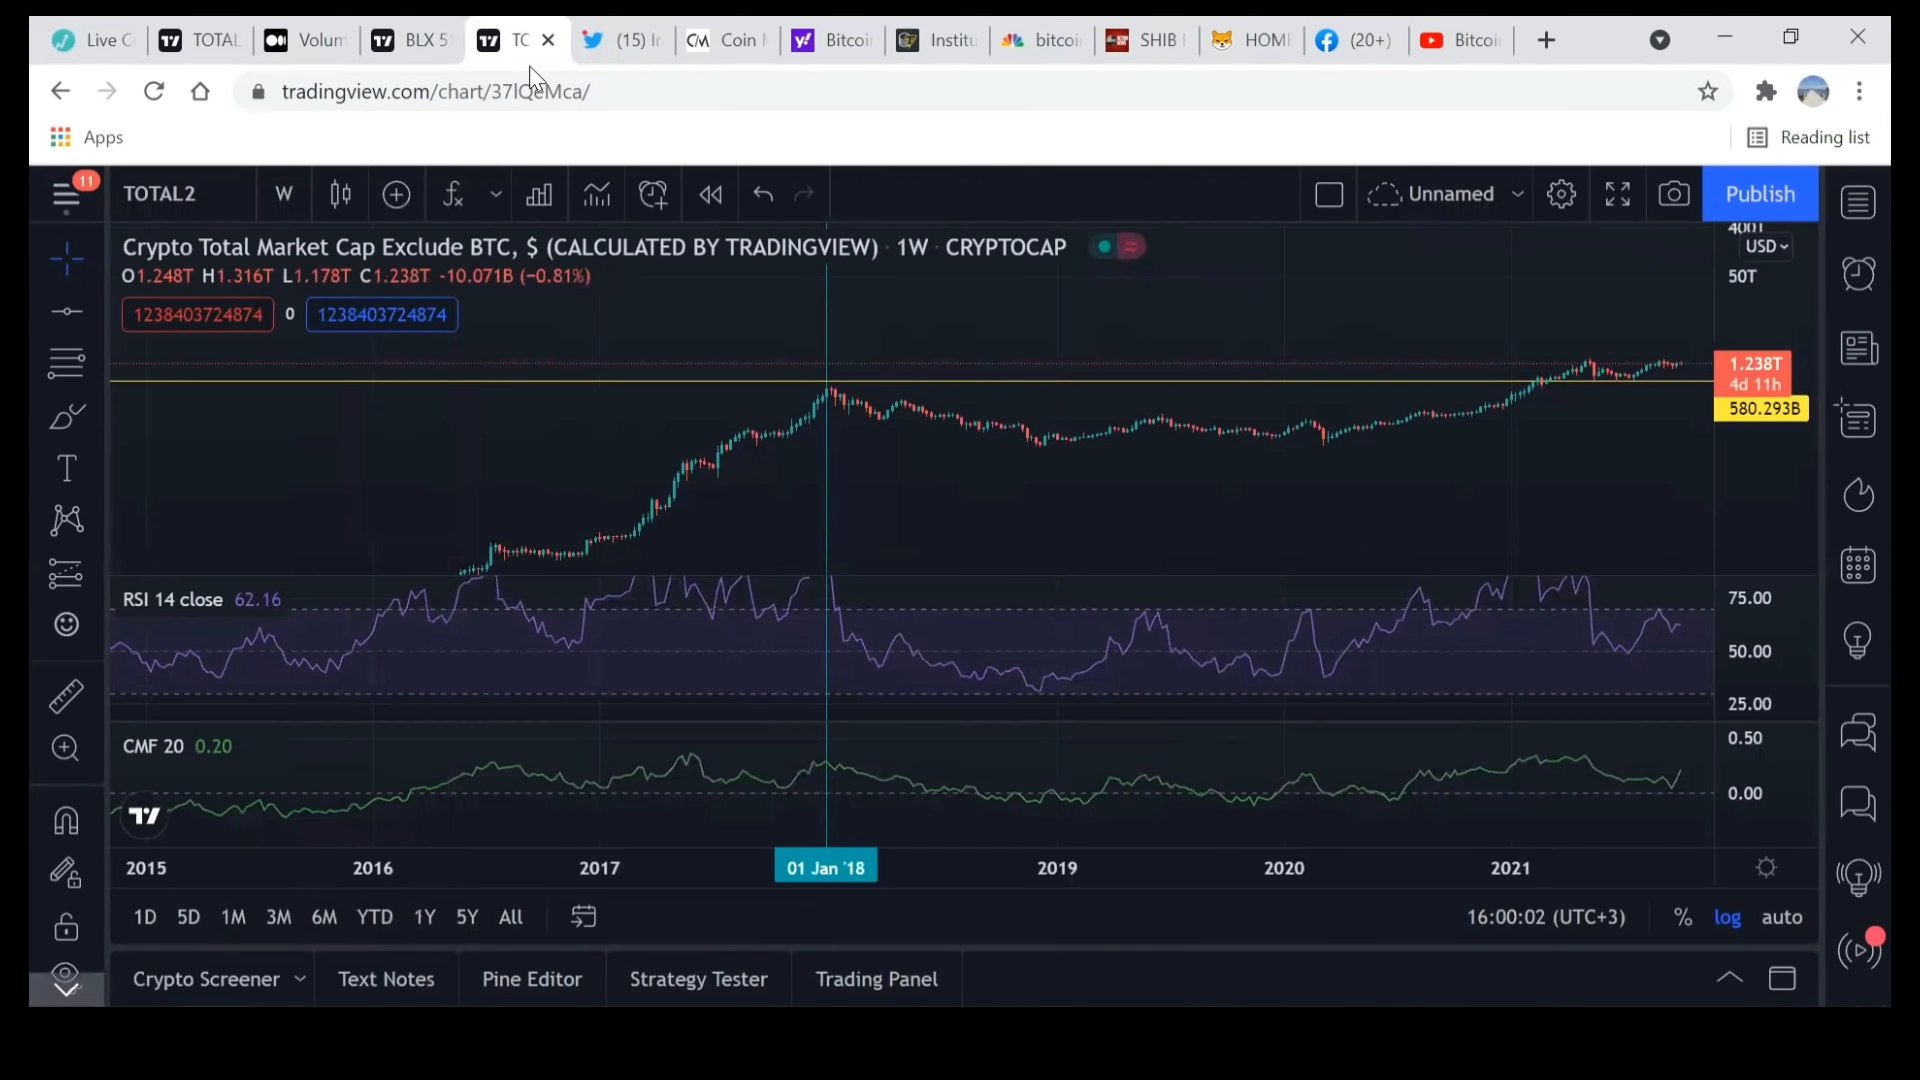 Live C
TOTAL
Volum
BLX 51
TC
(15) Ir
Coin
Bitcoi
Institu
bitcoi
SHIB
HOME
(20+)
Bitcoi
tradingview.com/chart/37lQeMca/
Apps
Reading list
11
TOTAL2
W
Unnamed
Publish
Crypto Total Market Cap Exclude BTC, $ (CALCULATED BY TRADINGVIEW) · 1W · CRYPTOCAP
O1.248T H1.316T L1.178T C1.238T -10.071B (−0.81%)
1238403724874 0 1238403724874
400T
USD
50T
1.238T
4d 11h
580.293B
RSI 14 close 62.16
75.00
50.00
25.00
CMF 20 0.20
0.50
0.00
2015 2016 2017 01 Jan '18 2019 2020 2021
1D 5D 1M 3M 6M YTD 1Y 5Y All
16:00:02 (UTC+3) % log auto
Crypto Screener Text Notes Pine Editor Strategy Tester Trading Panel